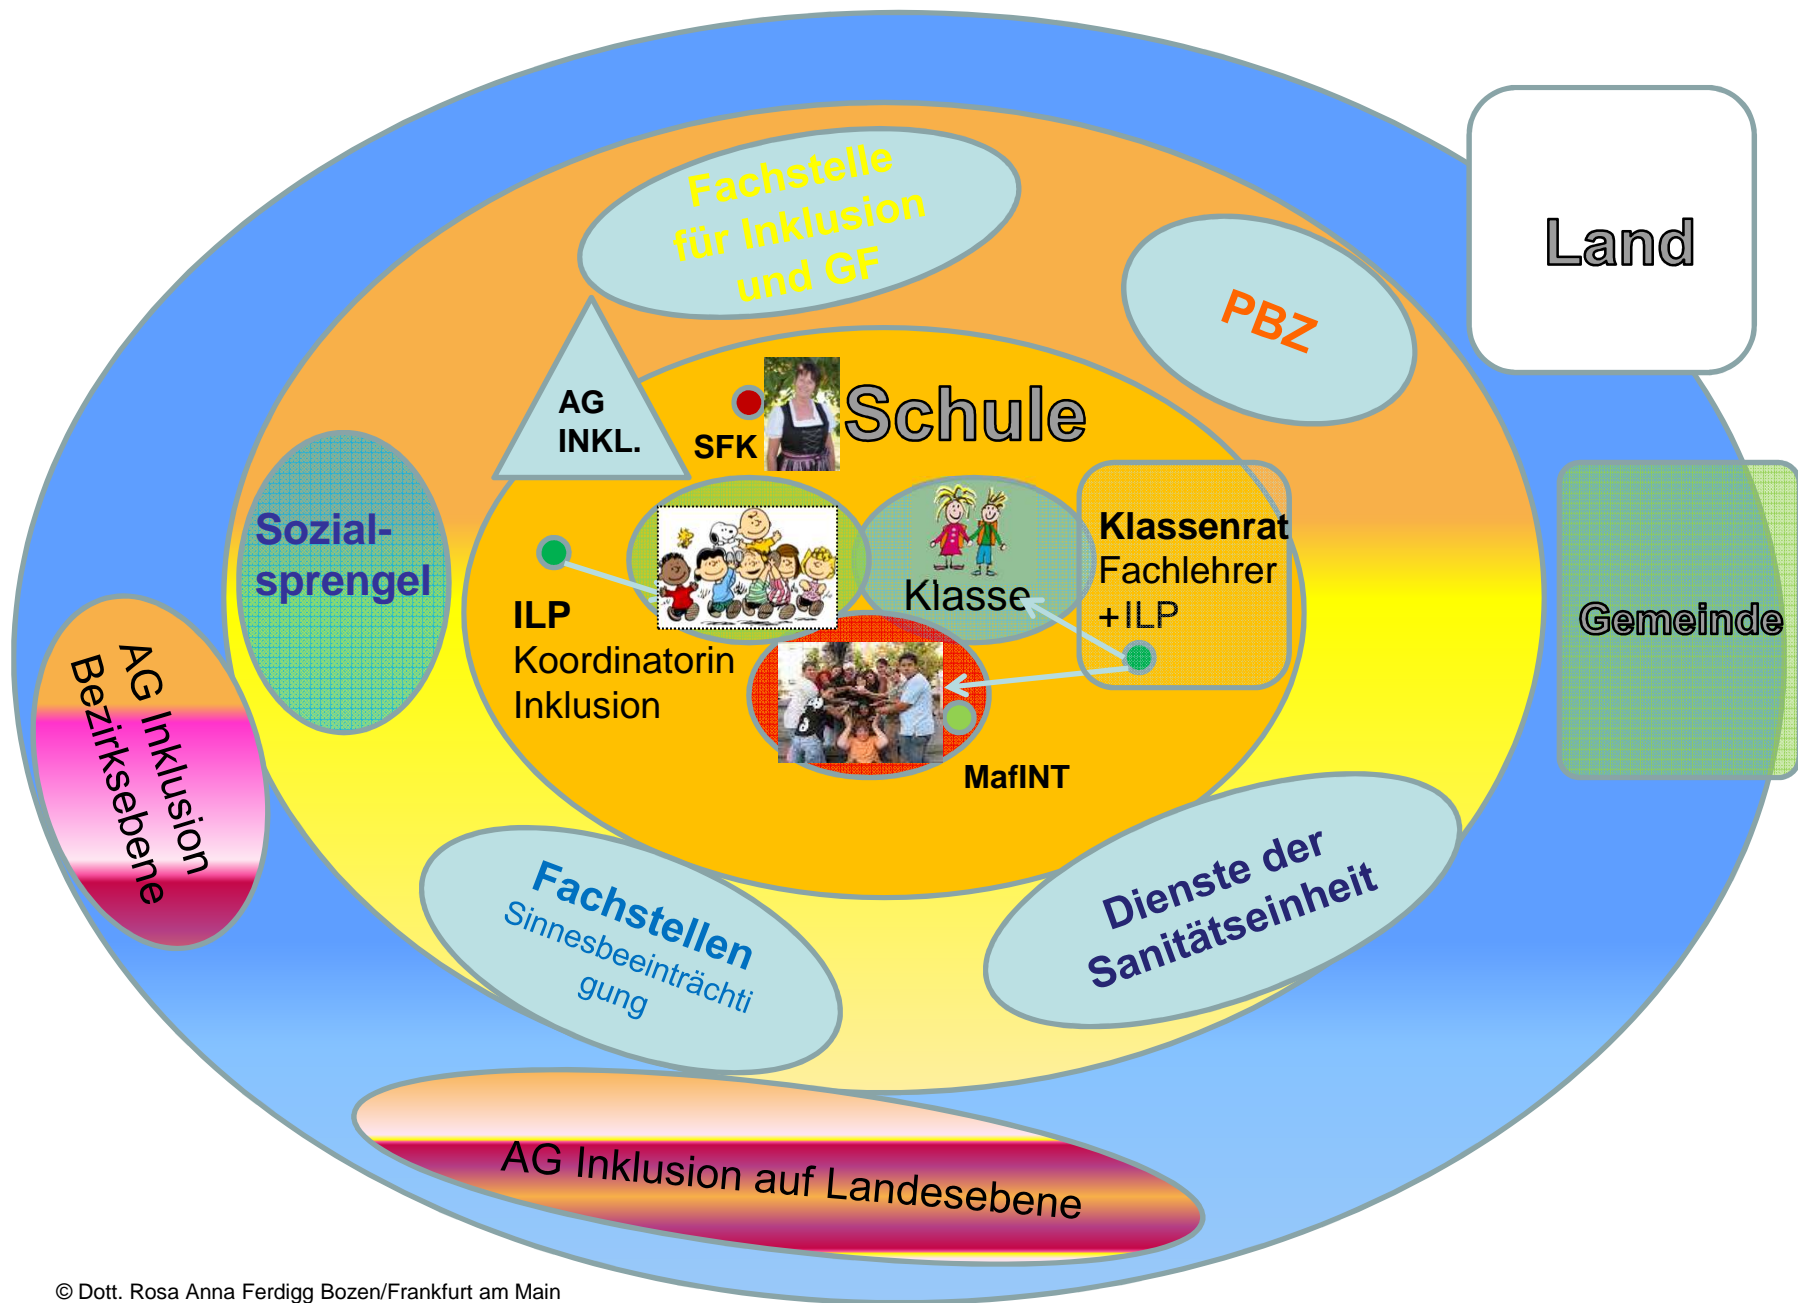 Fachstelle
für Inklusion
und GF
Land
PBZ
AG
INKL.
SFK
Schule
Sozial-
sprengel
Klasse
Klassenrat
Fachlehrer
+ILP
Gemeinde
ILP
Koordinatorin
Inklusion
AG Inklusion
Bezirksebene
MafINT
Fachstellen
Sinnesbeeinträchti
gung
Dienste der
Sanitätseinheit
AG Inklusion auf Landesebene
© Dott. Rosa Anna Ferdigg Bozen/Frankfurt am Main